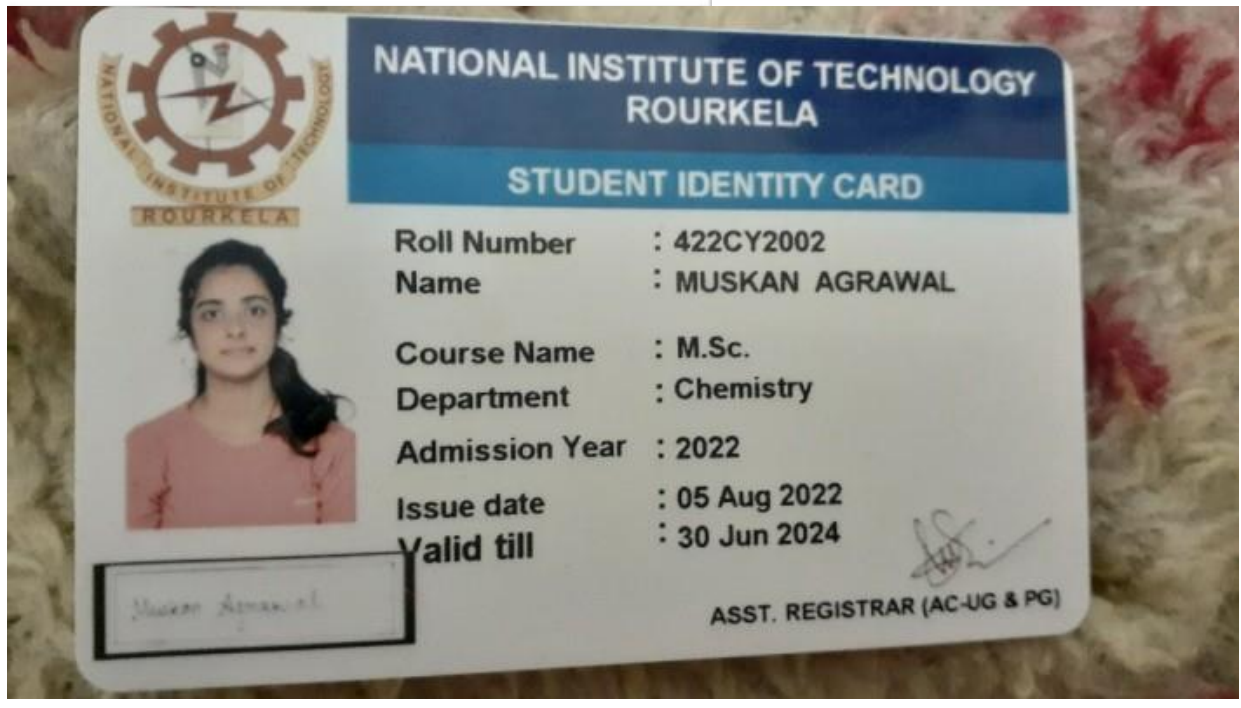 NATIONAL INSTITUTE OF TECHNOLOGY
ROURKELA
NATIONAL INSTITUTE OF TECHNOLOGY
ROURKELA
STUDENT IDENTITY CARD
Roll Number : 422CY2002
Name : MUSKAN AGRAWAL
Course Name : M.Sc.
Department : Chemistry
Admission Year : 2022
Issue date : 05 Aug 2022
Valid till : 30 Jun 2024
Muskan Agrawal
ASST. REGISTRAR (AC-UG & PG)